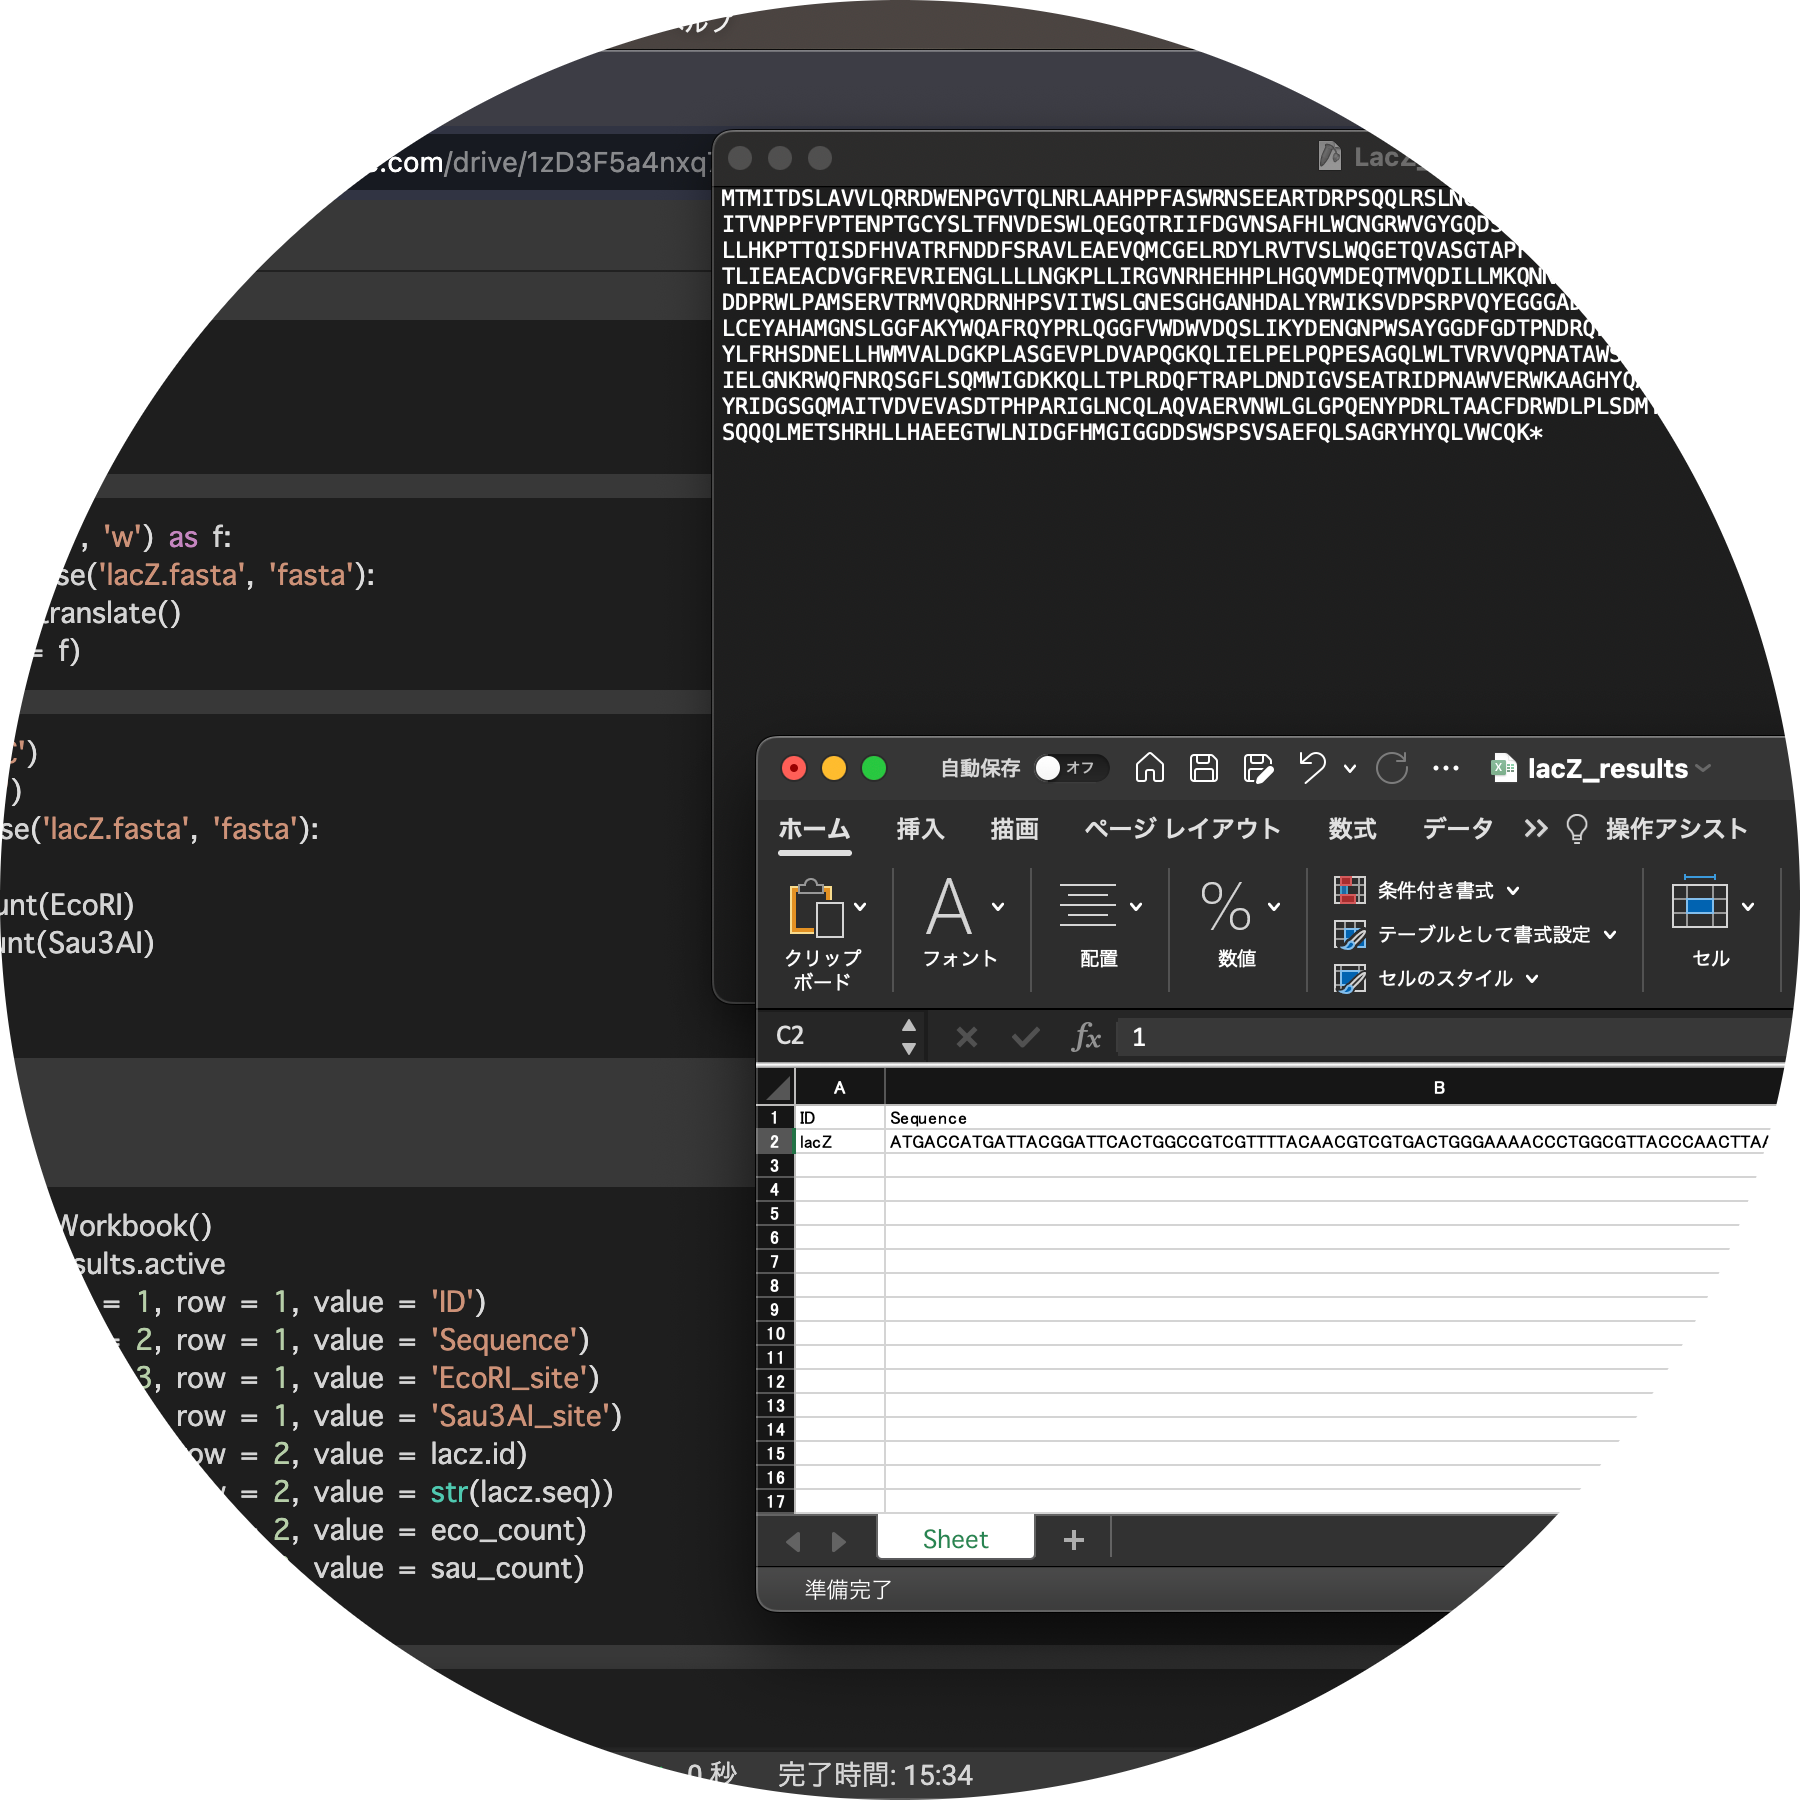 ヘルプ
.com/drive/1zD3F5a4nxq
LacZ_
MTMITDSLAVVLQRRDWENPGVTQLNRLAAHPPFASWRNSEEARTDRPSQQLRSLN
ITVNPPFVPTENPTGCYSLTFNVDESWLQEGQTRIIFDGVNSAFHLWCNGRWVGYGQD
LLHKPTTQISDFHVATRFNDDFSRAVLEAEVQMCGELRDYLRVTVSLWQGETQVASGTAP
TLIEAEACDVGFREVRIENGLLLLNGKPLLIRGVNRHEHHPLHGQVMDEQTMVQDILLMKQN
DDPRWLPAMSERVTRMVQRDRNHPSVIIWSLGNESGHGANHDALYRWIKSVDPSRPVQYEGGGA
LCEYAHAMGNSLGGFAKYWQAFRQYPRLQGGFVWDWVDQSLIKYDENGNPWSAYGGDFGDTPNDRQ
YLFRHSDNELLHWMVALDGKPLASGEVPLDVAPQGKQLIELPELPQPESAGQLWLTVRVVQPNATAW
IELGNKRWQFNRQSGFLSQMWIGDKKQLLTPLRDQFTRAPLDNDIGVSEATRIDPNAWVERWKAAGHYQ
YRIDGSGQMAITVDVEVASDTPHPARIGLNCQLAQVAERVNWLGLGPQENYPDRLTAACFDRWDLPLSDM
SQQQLMETSHRHLLHAEEGTWLNIDGFHMGIGGDDSWSPSVSAEFQLSAGRYHYQLVWCQK*
, 'w') as f:
se('lacZ.fasta', 'fasta'):
translate()
= f)
')
)
se('lacZ.fasta', 'fasta'):
unt(EcoRI)
unt(Sau3AI)
Workbook()
sults.active
= 1, row = 1, value = 'ID')
= 2, row = 1, value = 'Sequence')
3, row = 1, value = 'EcoRI_site')
row = 1, value = 'Sau3AI_site')
ow = 2, value = lacz.id)
= 2, value = str(lacz.seq))
2, value = eco_count)
value = sau_count)
自動保存 オフ ··· lacZ_results
ホーム 挿入 描画 ページ レイアウト 数式 データ >> 操作アシスト
クリップ
ボード
フォント
配置
%
数値
条件付き書式
テーブルとして書式設定
セルのスタイル
セル
C2 fx 1
A B
1 ID Sequence
2 lacZ ATGACCATGATTACGGATTCACTGGCCGTCGTTTTACAACGTCGTGACTGGGAAAACCCTGGCGTTACCCAACTTA
3
4
5
6
7
8
9
10
11
12
13
14
15
16
17
Sheet +
準備完了
0 秒 完了時間: 15:34